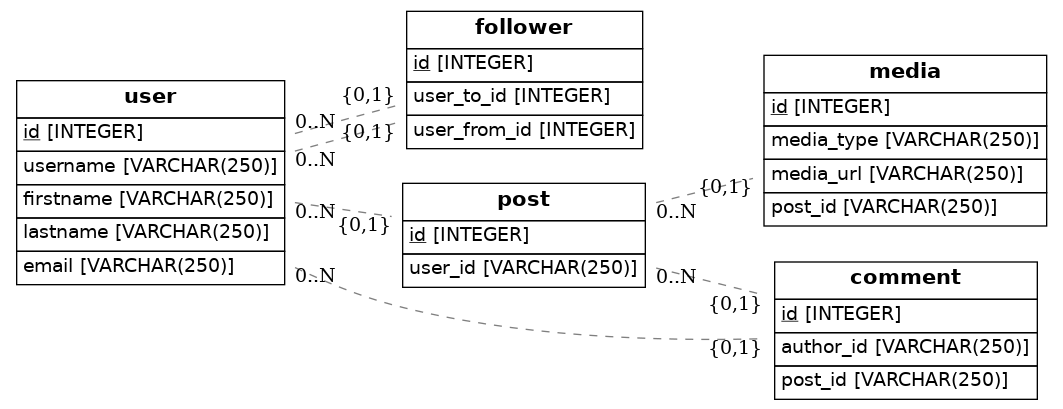 user
id [INTEGER]
username [VARCHAR(250)]
firstname [VARCHAR(250)]
lastname [VARCHAR(250)]
email [VARCHAR(250)]
0..N
{0,1}
0..N
{0,1}
0..N
{0,1}
0..N
{0,1}
follower
id [INTEGER]
user_to_id [INTEGER]
user_from_id [INTEGER]
post
id [INTEGER]
user_id [VARCHAR(250)]
0..N
{0,1}
0..N
{0,1}
media
id [INTEGER]
media_type [VARCHAR(250)]
media_url [VARCHAR(250)]
post_id [VARCHAR(250)]
comment
id [INTEGER]
author_id [VARCHAR(250)]
post_id [VARCHAR(250)]